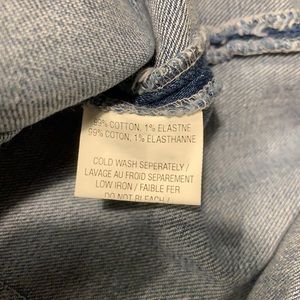 99% COTTON, 1% ELASTNE
99% COTON, 1% ELASTHANNE
COLD WASH SEPERATELY /
LAVAGE AU FROID SEPAREMENT
LOW IRON / FAIBLE FER
DO NOT BLEACH /